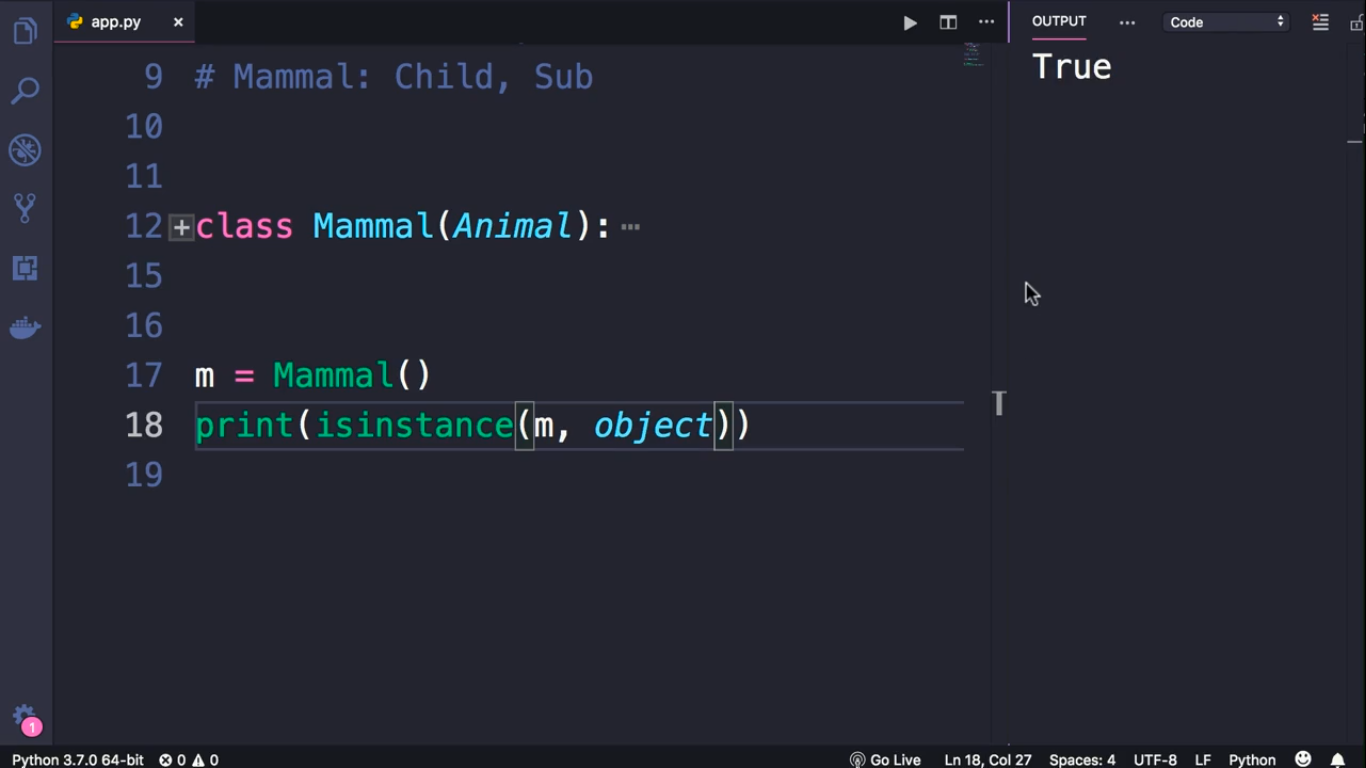 app.py
OUTPUT
Code
True
9 # Mammal: Child, Sub
10
11
12 class Mammal(Animal):
15
16
17 m = Mammal()
18 print(isinstance(m, object))
19
1
Python 3.7.0 64-bit 0 0 Go Live Ln 18, Col 27 Spaces: 4 UTF-8 LF Python